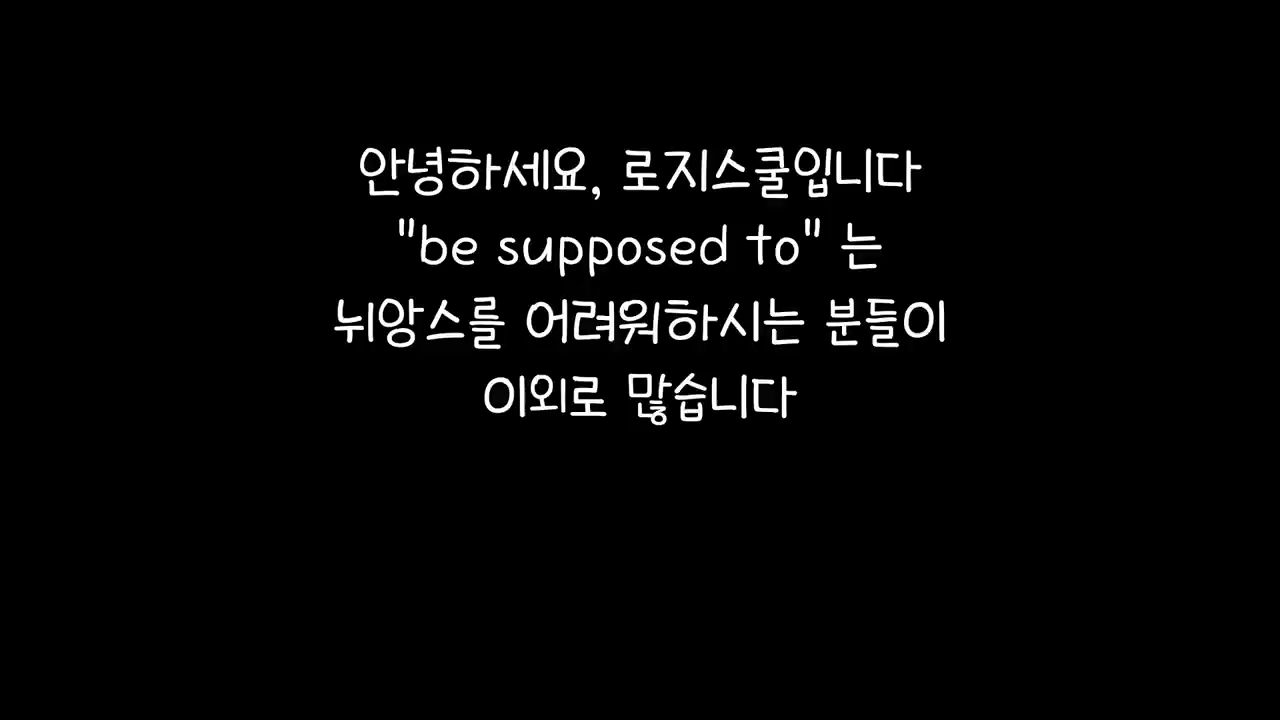 안녕하세요, 로지스쿨입니다
"be supposed to" 는
뉘앙스를 어려워하시는 분들이
이외로 많습니다